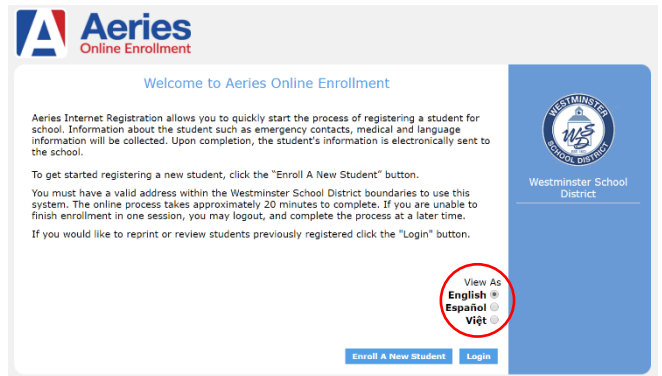 Aeries
Online Enrollment
Welcome to Aeries Online Enrollment
Aeries Internet Registration allows you to quickly start the process of registering a student for
school. Information about the student such as emergency contacts, medical and language
information will be collected. Upon completion, the student's information is electronically sent to
the school.
To get started registering a new student, click the “Enroll A New Student” button.
You must have a valid address within the Westminster School District boundaries to use this
system. The online process takes approximately 20 minutes to complete. If you are unable to
finish enrollment in one session, you may logout, and complete the process at a later time.
If you would like to reprint or review students previously registered click the "Login" button.
View As
English
Español
Việt
Enroll A New Student
Login
WESTMINSTER
WSD
SCHOOL DISTRICT
Westminster School
District